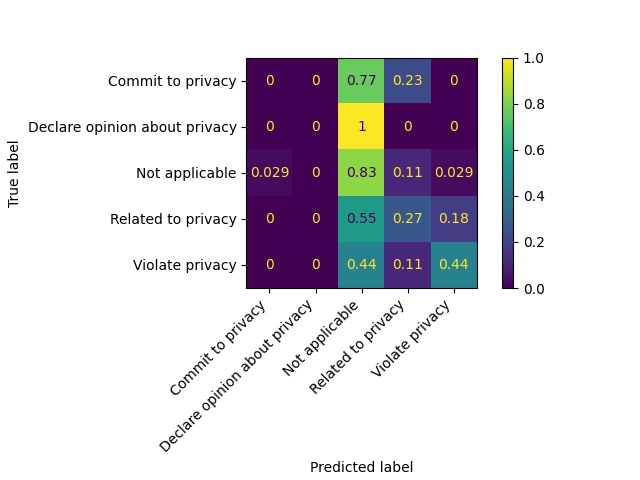 Commit to privacy 0 0 0.77 0.23 0
Declare opinion about privacy 0 0 1 0 0
Not applicable 0.029 0 0.83 0.11 0.029
Related to privacy 0 0 0.55 0.27 0.18
Violate privacy 0 0 0.44 0.11 0.44
True label
Commit to privacy
Declare opinion about privacy
Not applicable
Related to privacy
Violate privacy
Predicted label
1.0
0.8
0.6
0.4
0.2
0.0